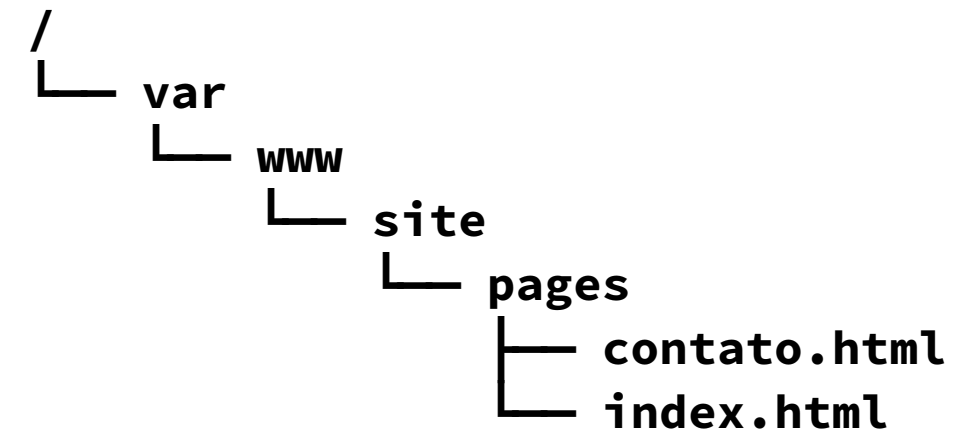 /
└── var
    └── www
        └── site
            └── pages
                ├── contato.html
                └── index.html